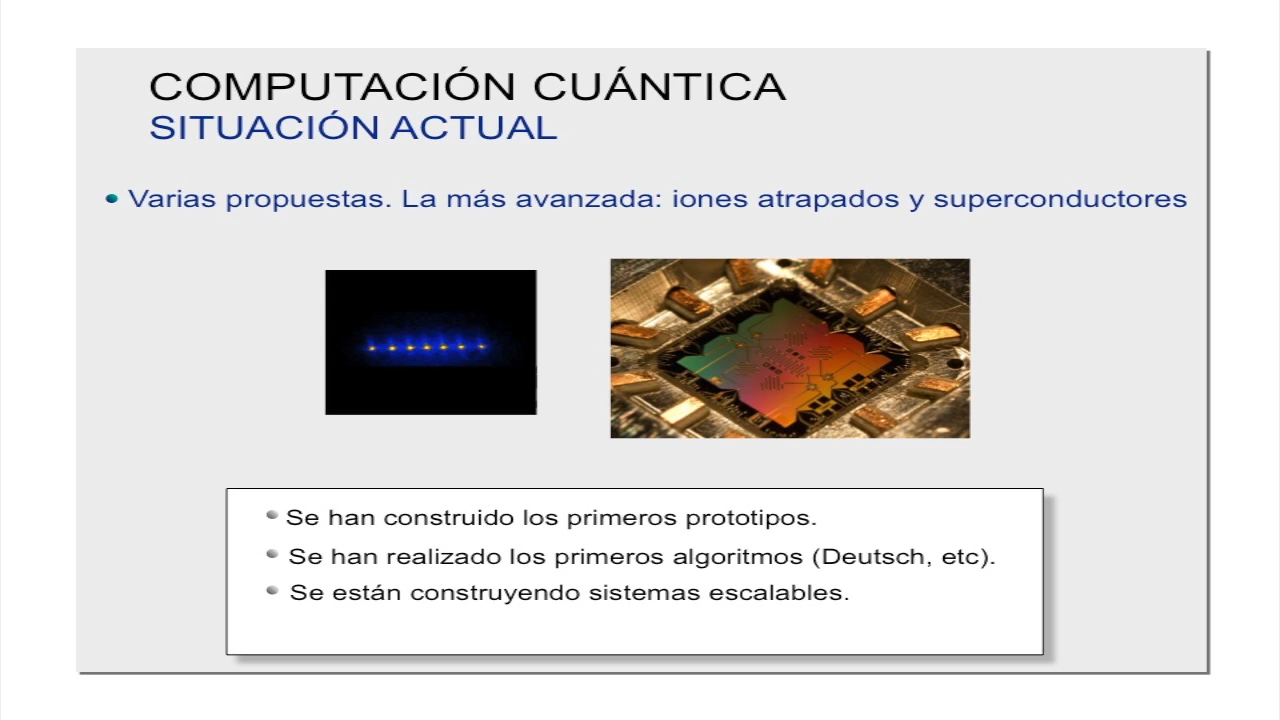 COMPUTACIÓN CUÁNTICA
SITUACIÓN ACTUAL
Varias propuestas. La más avanzada: iones atrapados y superconductores
Se han construido los primeros prototipos.
Se han realizado los primeros algoritmos (Deutsch, etc).
Se están construyendo sistemas escalables.